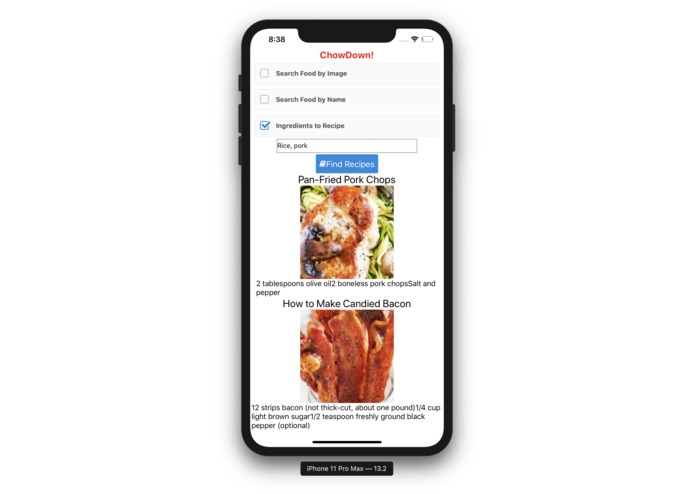 8:38
ChowDown!
Search Food by Image
Search Food by Name
Ingredients to Recipe
Rice, pork
Find Recipes
Pan-Fried Pork Chops
2 tablespoons olive oil2 boneless pork chopsSalt and
pepper
How to Make Candied Bacon
12 strips bacon (not thick-cut, about one pound)1/4 cup
light brown sugar1/2 teaspoon freshly ground black
pepper (optional)
iPhone 11 Pro Max — 13.2